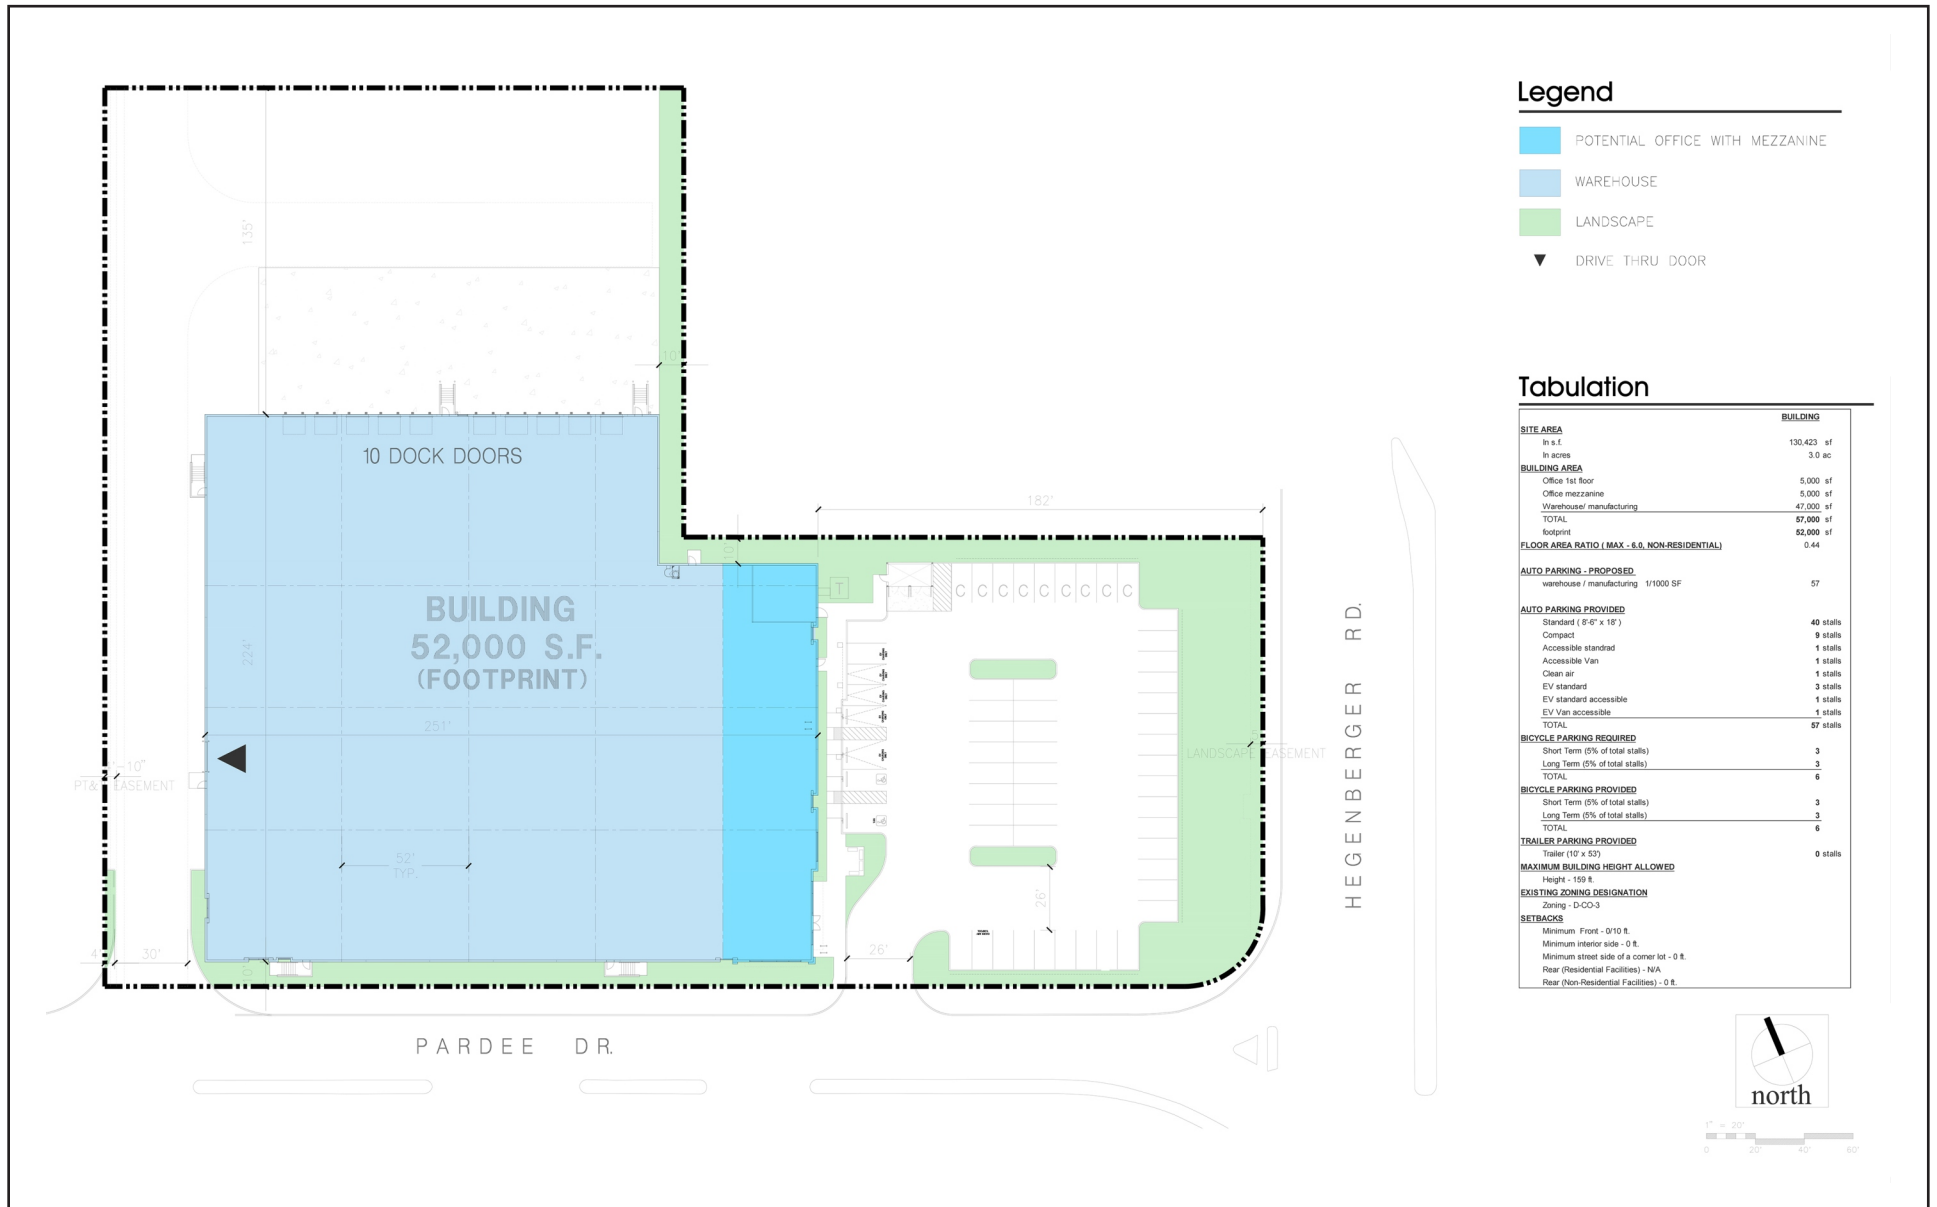 Legend
POTENTIAL OFFICE WITH MEZZANINE
WAREHOUSE
LANDSCAPE
DRIVE THRU DOOR
135'
10'
10 DOCK DOORS
182'
10'
T
C C C C C C C C C
BUILDING
52,000 S.F.
(FOOTPRINT)
224'
251'
LANDSCAPE EASEMENT
EASEMENT
52'
TYP.
26'
30'
10'
26'
HEGENBERGER RD.
PARDEE DR.
Tabulation
BUILDING
SITE AREA
In s.f. 130,423 sf
In acres 3.0 ac
BUILDING AREA
Office 1st floor 5,000 sf
Office mezzanine 5,000 sf
Warehouse/ manufacturing 47,000 sf
TOTAL 57,000 sf
footprint 52,000 sf
FLOOR AREA RATIO ( MAX - 6.0, NON-RESIDENTIAL) 0.44
AUTO PARKING - PROPOSED
warehouse / manufacturing 1/1000 SF 57
AUTO PARKING PROVIDED
Standard ( 8'-6" x 18' ) 40 stalls
Compact 9 stalls
Accessible standrad 1 stalls
Accessible Van 1 stalls
Clean air 1 stalls
EV standard 3 stalls
EV standard accessible 1 stalls
EV Van accessible 1 stalls
TOTAL 57 stalls
BICYCLE PARKING REQUIRED
Short Term (5% of total stalls) 3
Long Term (5% of total stalls) 3
TOTAL 6
BICYCLE PARKING PROVIDED
Short Term (5% of total stalls) 3
Long Term (5% of total stalls) 3
TOTAL 6
TRAILER PARKING PROVIDED
Trailer (10' x 53') 0 stalls
MAXIMUM BUILDING HEIGHT ALLOWED
Height - 159 ft.
EXISTING ZONING DESIGNATION
Zoning - D-CO-3
SETBACKS
Minimum Front - 0/10 ft.
Minimum interior side - 0 ft.
Minimum street side of a corner lot - 0 ft.
Rear (Residential Facilities) - N/A
Rear (Non-Residential Facilities) - 0 ft.
north
1" = 20'
0 20' 40' 60'